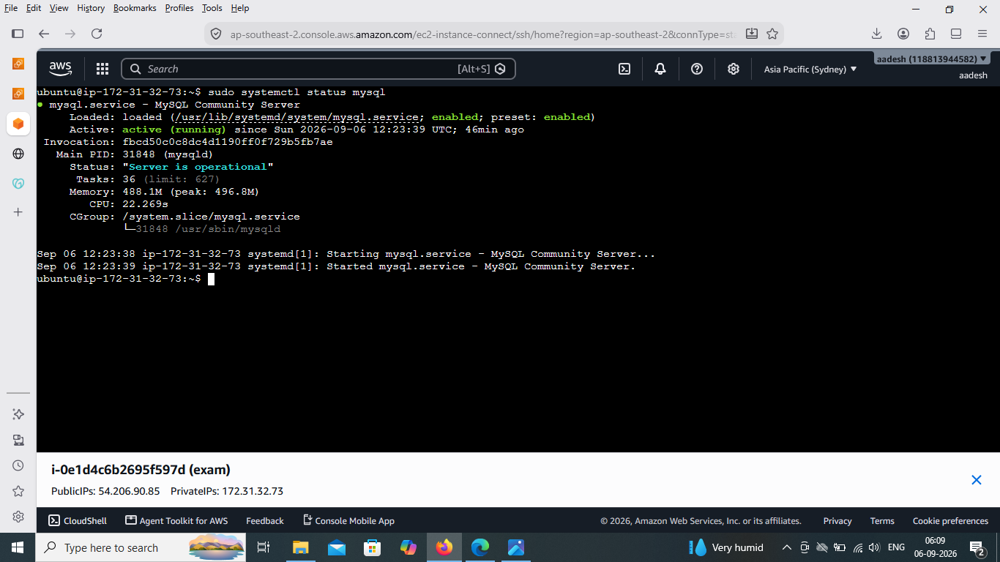 File Edit View History Bookmarks Profiles Tools Help
ap-southeast-2.console.aws.amazon.com/ec2-instance-connect/ssh/home?region=ap-southeast-2&connType=sta
aws Search [Alt+S] Asia Pacific (Sydney) aadesh (118813944582)
aadesh
ubuntu@ip-172-31-32-73:~$ sudo systemctl status mysql
● mysql.service - MySQL Community Server
Loaded: loaded (/usr/lib/systemd/system/mysql.service; enabled; preset: enabled)
Active: active (running) since Sun 2026-09-06 12:23:39 UTC; 46min ago
Invocation: fbcd50c0c8dc4d1190ff0f729b5fb7ae
Main PID: 31848 (mysqld)
Status: "Server is operational"
Tasks: 36 (limit: 627)
Memory: 488.1M (peak: 496.8M)
CPU: 22.269s
CGroup: /system.slice/mysql.service
└─31848 /usr/sbin/mysqld
Sep 06 12:23:38 ip-172-31-32-73 systemd[1]: Starting mysql.service - MySQL Community Server...
Sep 06 12:23:39 ip-172-31-32-73 systemd[1]: Started mysql.service - MySQL Community Server.
ubuntu@ip-172-31-32-73:~$
i-0e1d4c6b2695f597d (exam)
PublicIPs: 54.206.90.85 PrivateIPs: 172.31.32.73
CloudShell Agent Toolkit for AWS Feedback Console Mobile App © 2026, Amazon Web Services, Inc. or its affiliates. Privacy Terms Cookie preferences
Type here to search Very humid ENG 06:09
06-09-2026 2